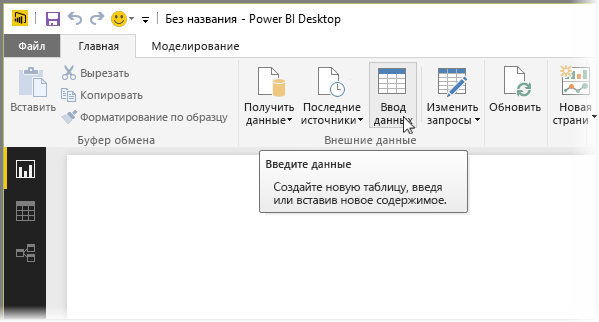 Без названия - Power BI Desktop
Файл
Главная
Моделирование
Вставить
Вырезать
Копировать
Форматирование по образцу
Буфер обмена
Получить
данные
Последние
источники
Ввод
данных
Изменить
запросы
Внешние данные
Обновить
Новая
страни
Введите данные
Создайте новую таблицу, введя
или вставив новое содержимое.